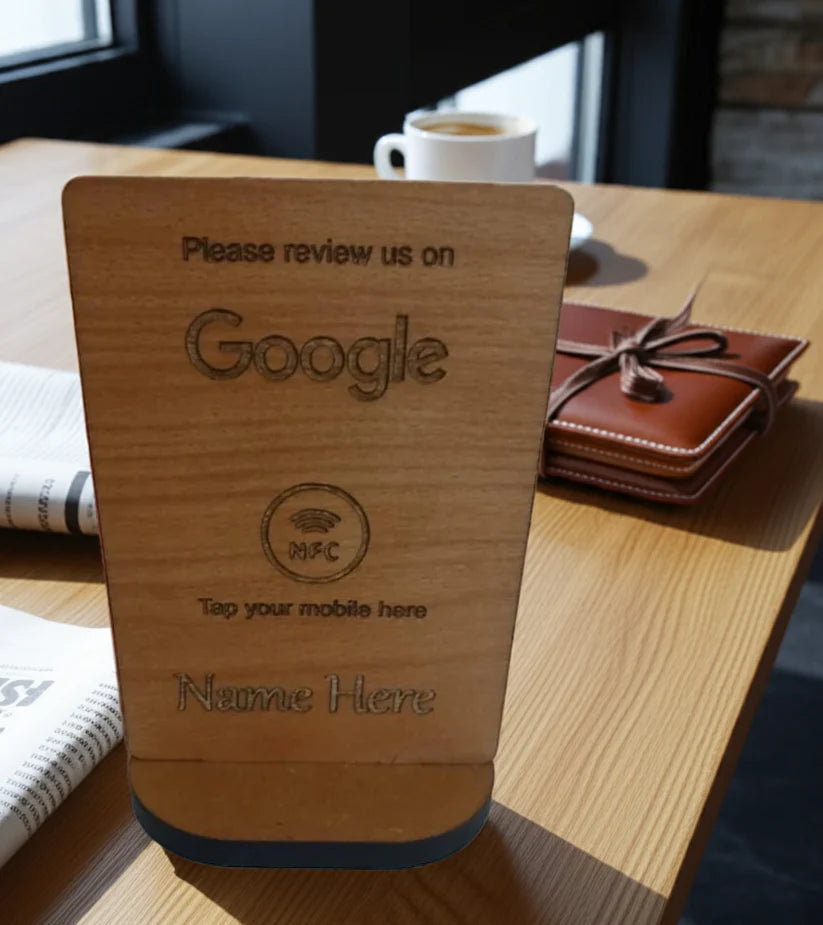 Please review us on
Google
NFC
Tap your mobile here
Name Here